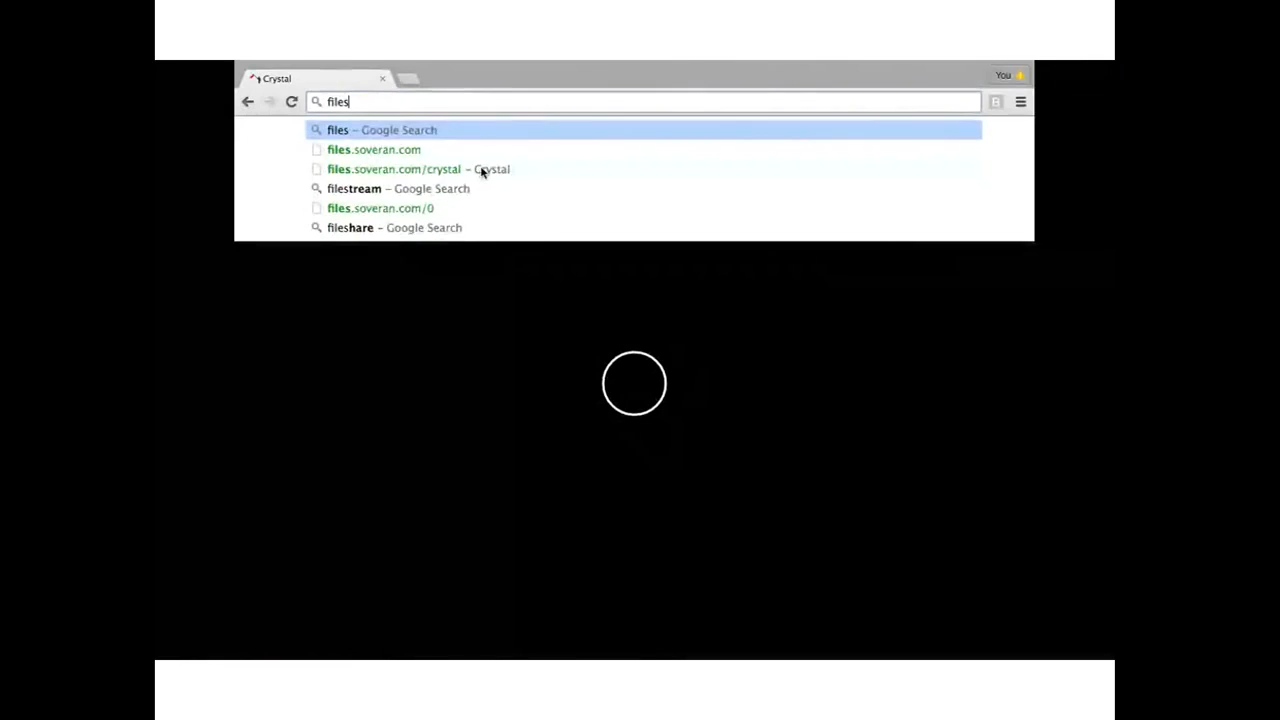 Crystal
You
files
files – Google Search
files.soveran.com
files.soveran.com/crystal – Crystal
filestream – Google Search
files.soveran.com/0
fileshare – Google Search